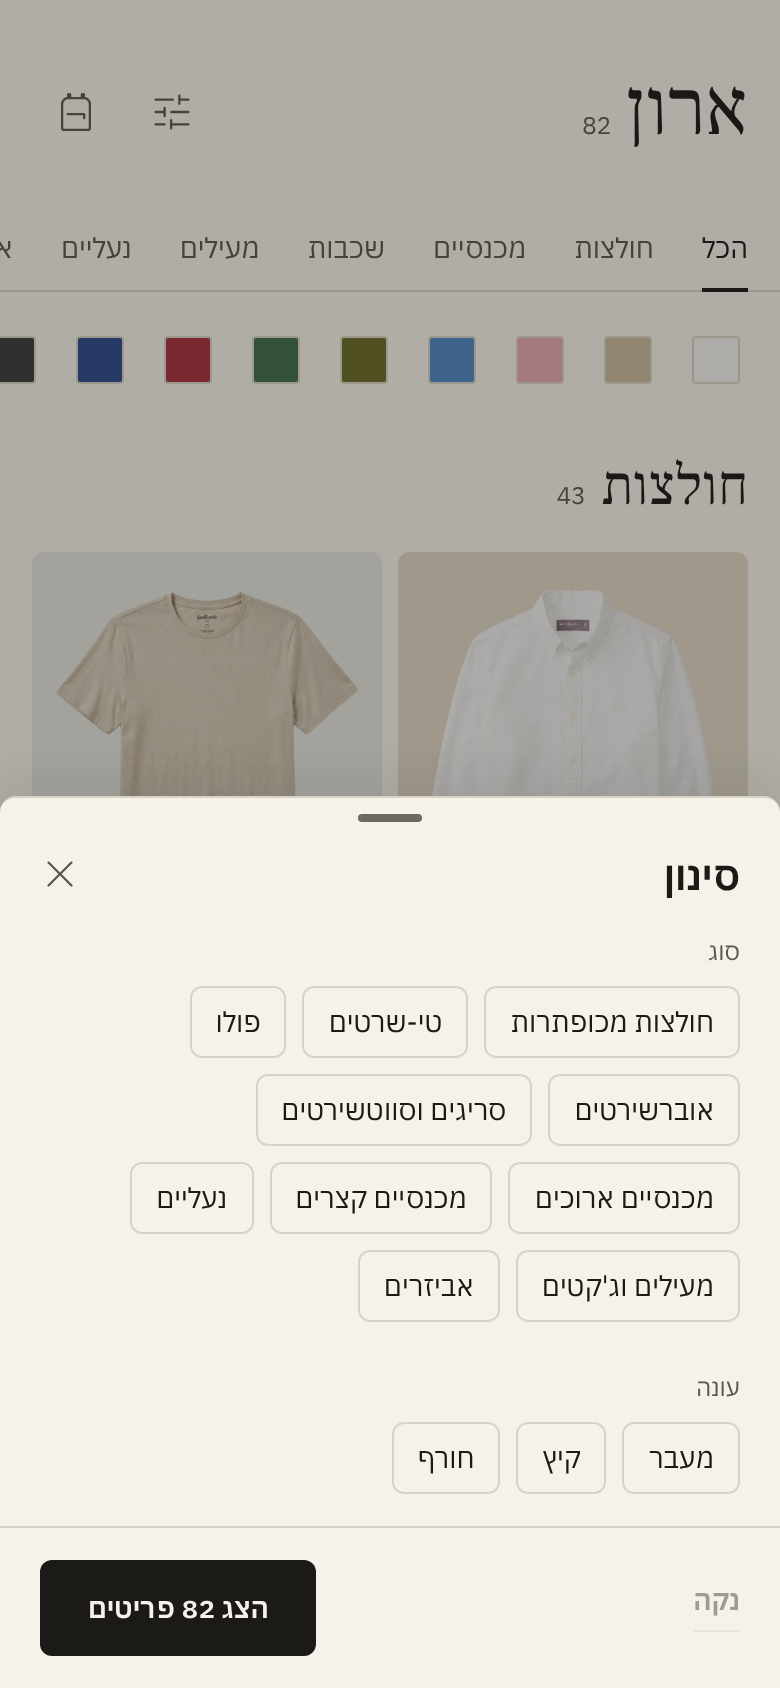 ארון 82
הכל חולצות מכנסיים שכבות מעילים נעליים א
חולצות 43
סינון
סוג
חולצות מכופתרות טי-שרטים פולו
אוברשירטים סריגים וסווטשירטים
מכנסיים ארוכים מכנסיים קצרים נעליים
מעילים וג'קטים אביזרים
עונה
מעבר קיץ חורף
נקה הצג 82 פריטים